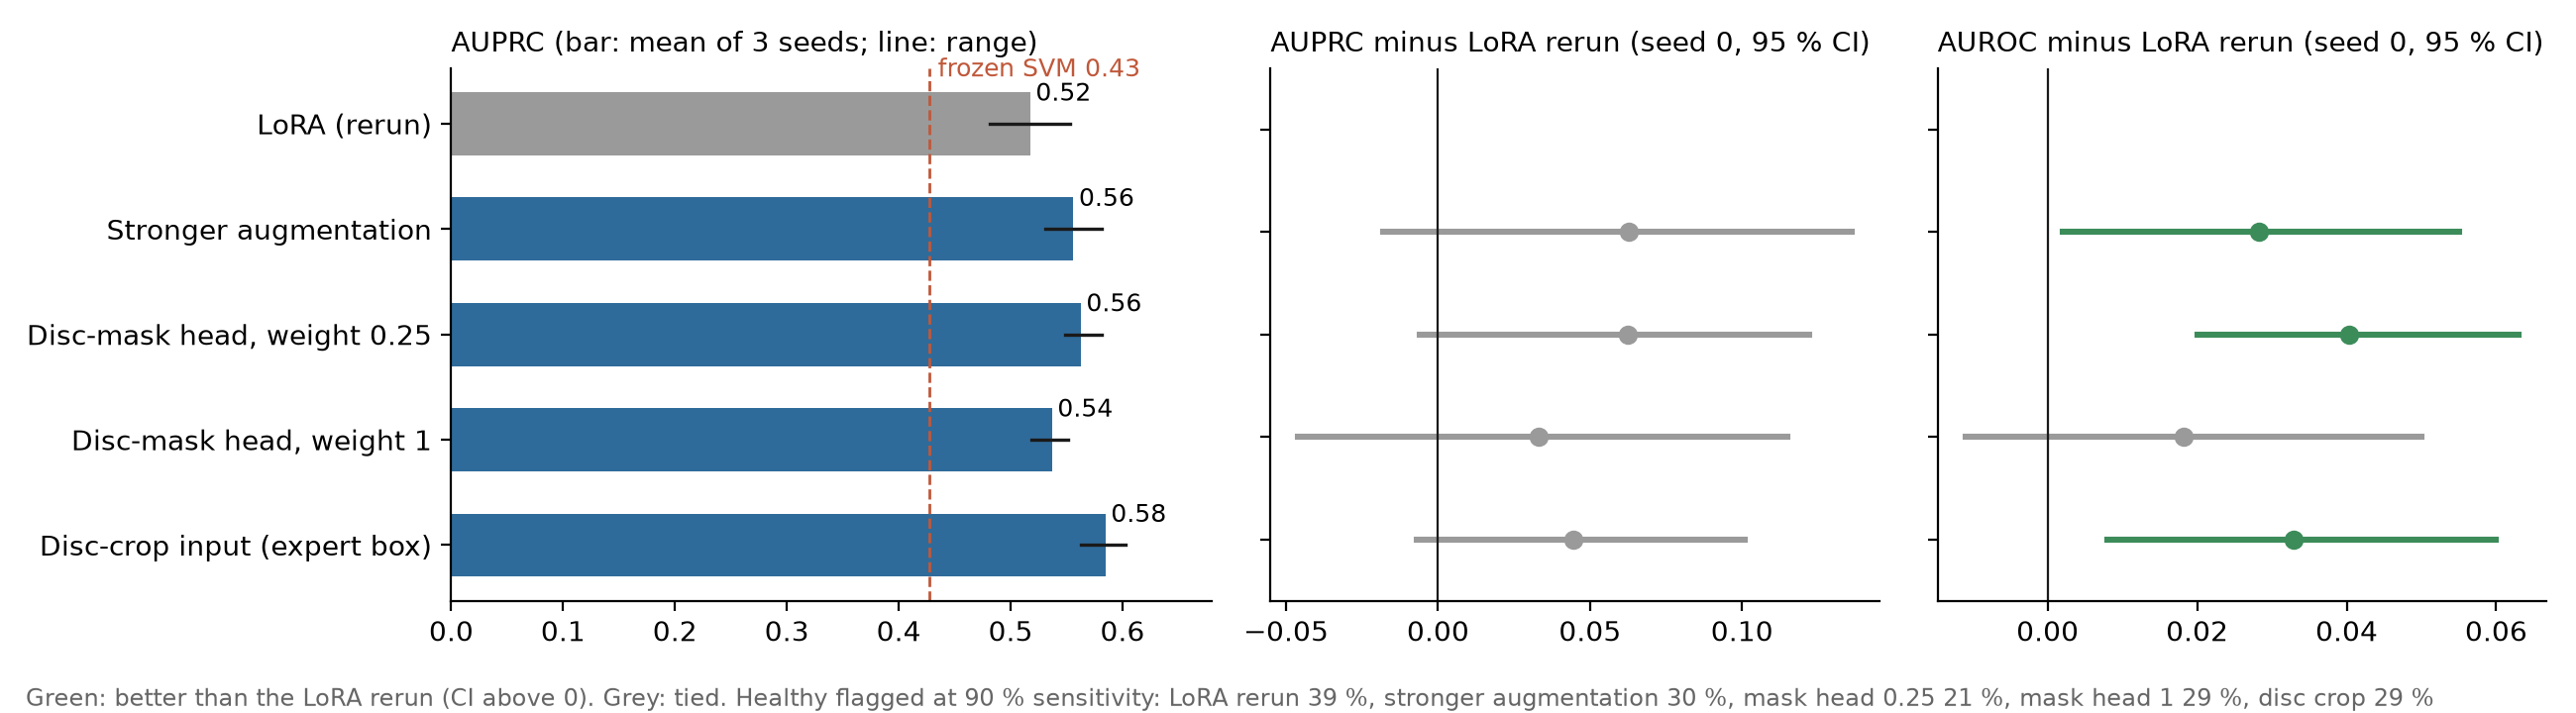 AUPRC (bar: mean of 3 seeds; line: range)
frozen SVM 0.43
LoRA (rerun)
0.52
Stronger augmentation
0.56
Disc-mask head, weight 0.25
0.56
Disc-mask head, weight 1
0.54
Disc-crop input (expert box)
0.58
0.0 0.1 0.2 0.3 0.4 0.5 0.6
AUPRC minus LoRA rerun (seed 0, 95 % CI)
−0.05 0.00 0.05 0.10
AUROC minus LoRA rerun (seed 0, 95 % CI)
0.00 0.02 0.04 0.06
Green: better than the LoRA rerun (CI above 0). Grey: tied. Healthy flagged at 90 % sensitivity: LoRA rerun 39 %, stronger augmentation 30 %, mask head 0.25 21 %, mask head 1 29 %, disc crop 29 %